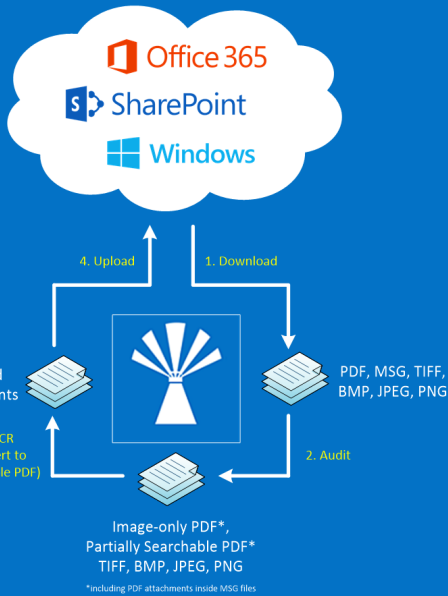 Office 365
SharePoint
Windows
4. Upload
1. Download
PDF, MSG, TIFF,
BMP, JPEG, PNG
2. Audit
Image-only PDF*,
Partially Searchable PDF*
TIFF, BMP, JPEG, PNG
*including PDF attachments inside MSG files